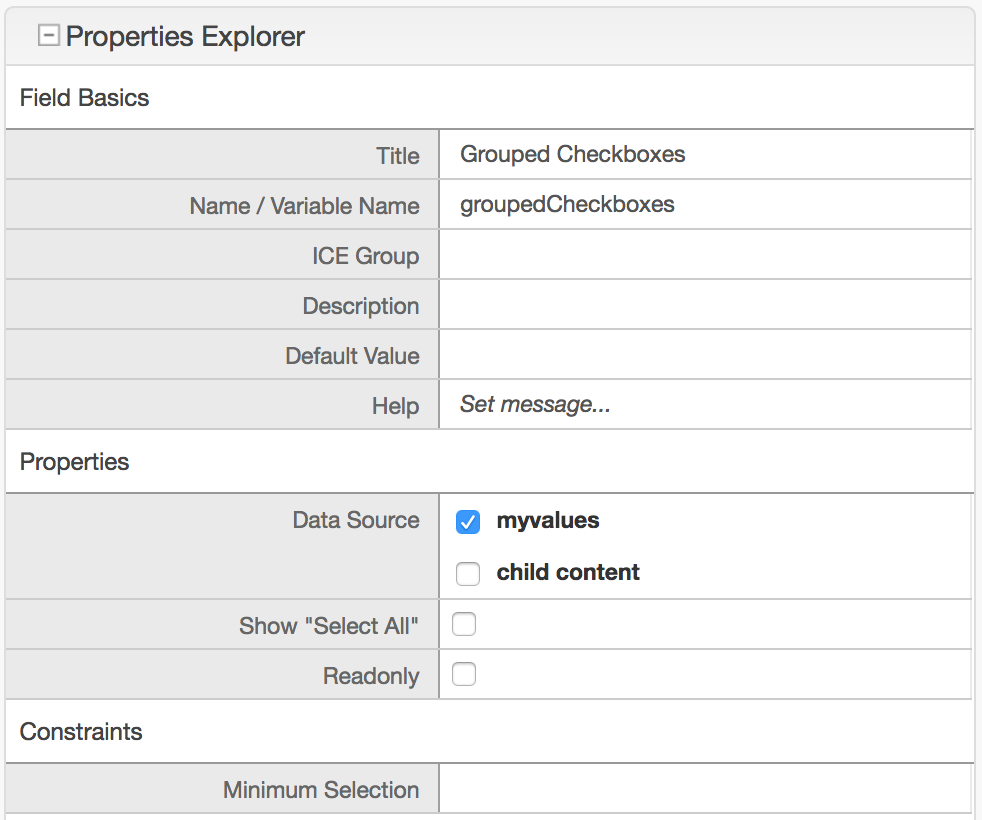 Properties Explorer
Field Basics
Title Grouped Checkboxes
Name / Variable Name groupedCheckboxes
ICE Group
Description
Default Value
Help Set message...
Properties
Data Source myvalues
child content
Show "Select All"
Readonly
Constraints
Minimum Selection